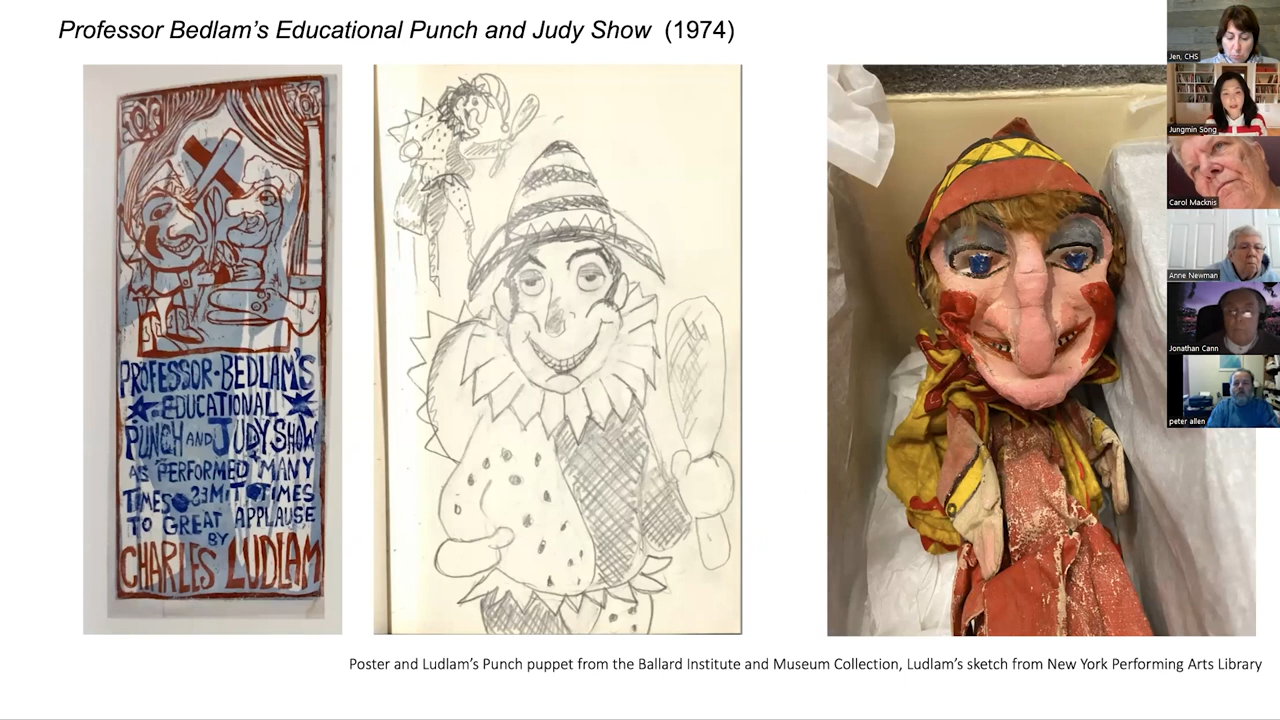 Professor Bedlam's Educational Punch and Judy Show (1974)
PROFESSOR-BEDLAM'S
EDUCATIONAL
PUNCH AND JUDY SHOW
AS PERFORMED MANY
TIMES TIMES
TO GREAT APPLAUSE
BY
CHARLES LUDLAM
Poster and Ludlam's Punch puppet from the Ballard Institute and Museum Collection, Ludlam's sketch from New York Performing Arts Library
Jen, CHS
Jungmin Song
Carol Macknis
Anne Newman
Jonathan Cann
peter allen